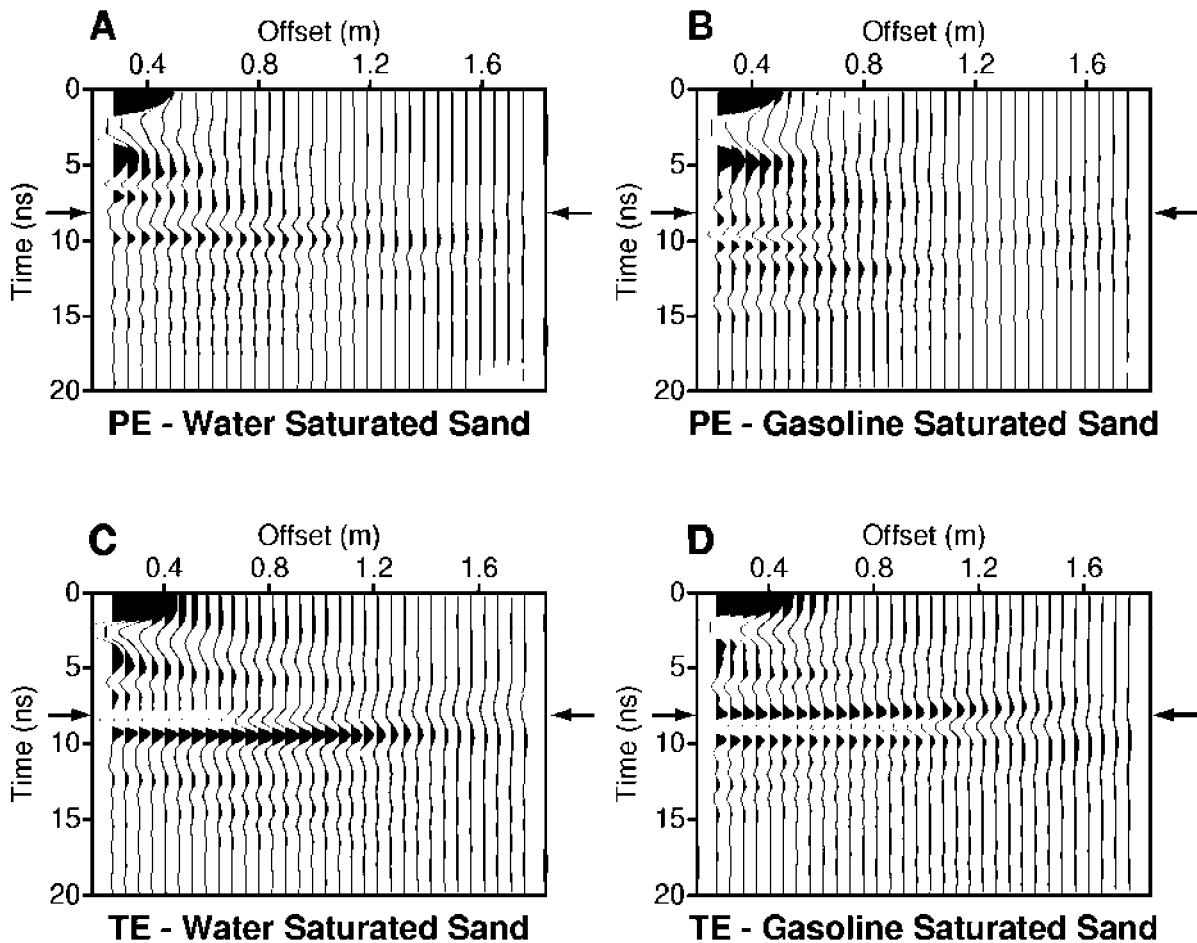 A
B
Offset (m)
Offset (m)
0.4 0.8 1.2 1.6
0.4 0.8 1.2 1.6
0
5
10
15
20
Time (ns)
0
5
10
15
20
Time (ns)
PE - Water Saturated Sand
PE - Gasoline Saturated Sand
C
D
Offset (m)
Offset (m)
0.4 0.8 1.2 1.6
0.4 0.8 1.2 1.6
0
5
10
15
20
Time (ns)
0
5
10
15
20
Time (ns)
TE - Water Saturated Sand
TE - Gasoline Saturated Sand